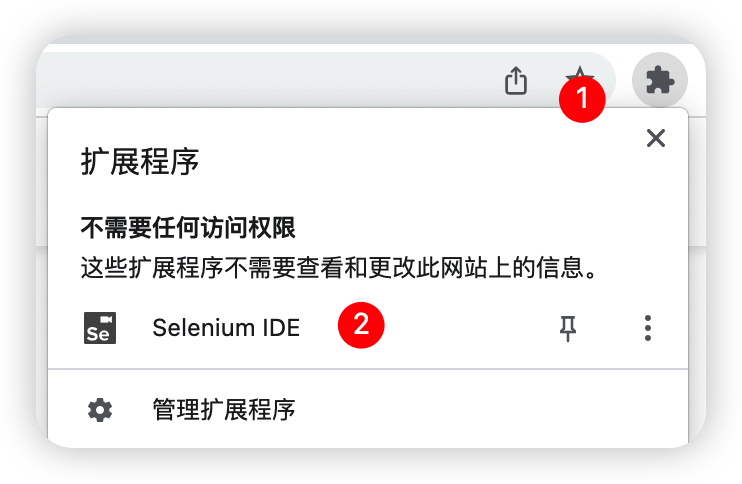 1
扩展程序
不需要任何访问权限
这些扩展程序不需要查看和更改此网站上的信息。
Se Selenium IDE 2
管理扩展程序